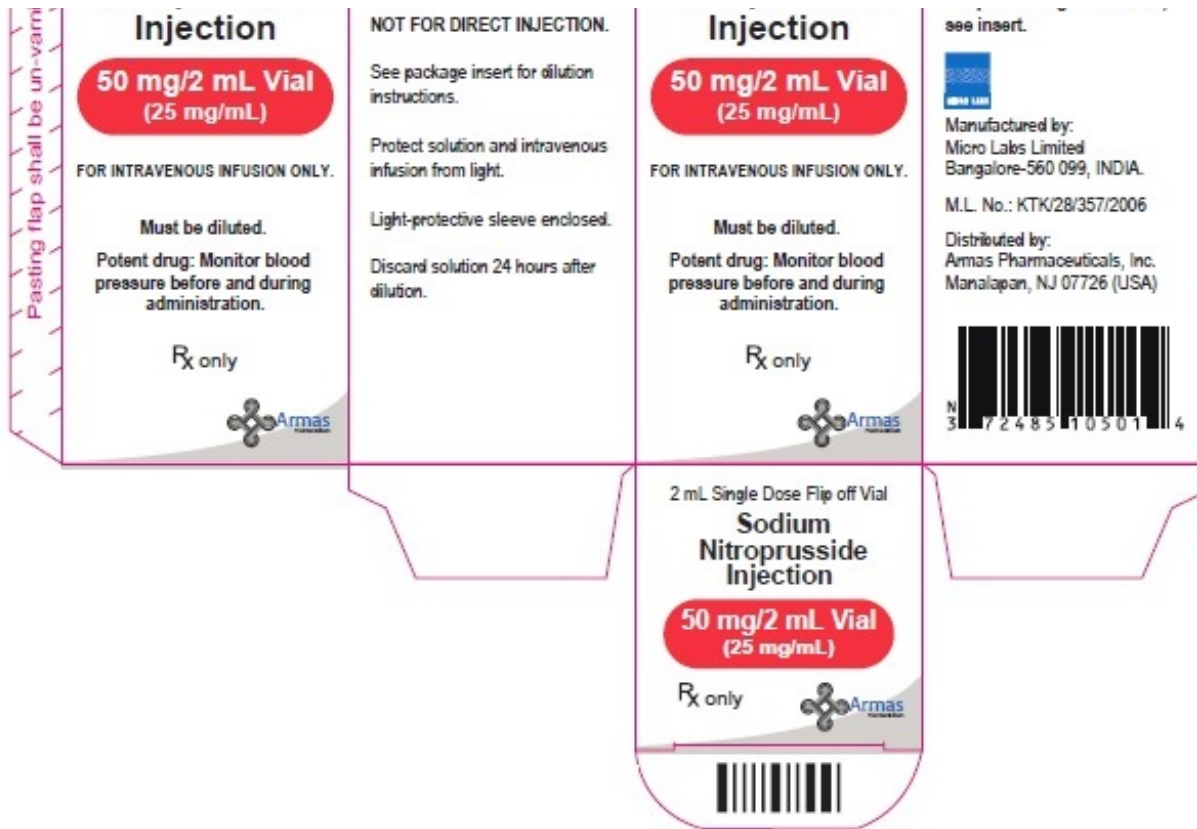 Pasting flap shall be un-varni
Injection
50 mg/2 mL Vial
(25 mg/mL)
FOR INTRAVENOUS INFUSION ONLY.
Must be diluted.
Potent drug: Monitor blood
pressure before and during
administration.
Rx only
Armas
NOT FOR DIRECT INJECTION.
See package insert for dilution
instructions.
Protect solution and intravenous
infusion from light.
Light-protective sleeve enclosed.
Discard solution 24 hours after
dilution.
Injection
50 mg/2 mL Vial
(25 mg/mL)
FOR INTRAVENOUS INFUSION ONLY.
Must be diluted.
Potent drug: Monitor blood
pressure before and during
administration.
Rx only
Armas
see insert.
MICRO LABS
Manufactured by:
Micro Labs Limited
Bangalore-560 099, INDIA.
M.L. No.: KTK/28/357/2006
Distributed by:
Armas Pharmaceuticals, Inc.
Manalapan, NJ 07726 (USA)
N
3 72485 10501 4
2 mL Single Dose Flip off Vial
Sodium
Nitroprusside
Injection
50 mg/2 mL Vial
(25 mg/mL)
Rx only
Armas